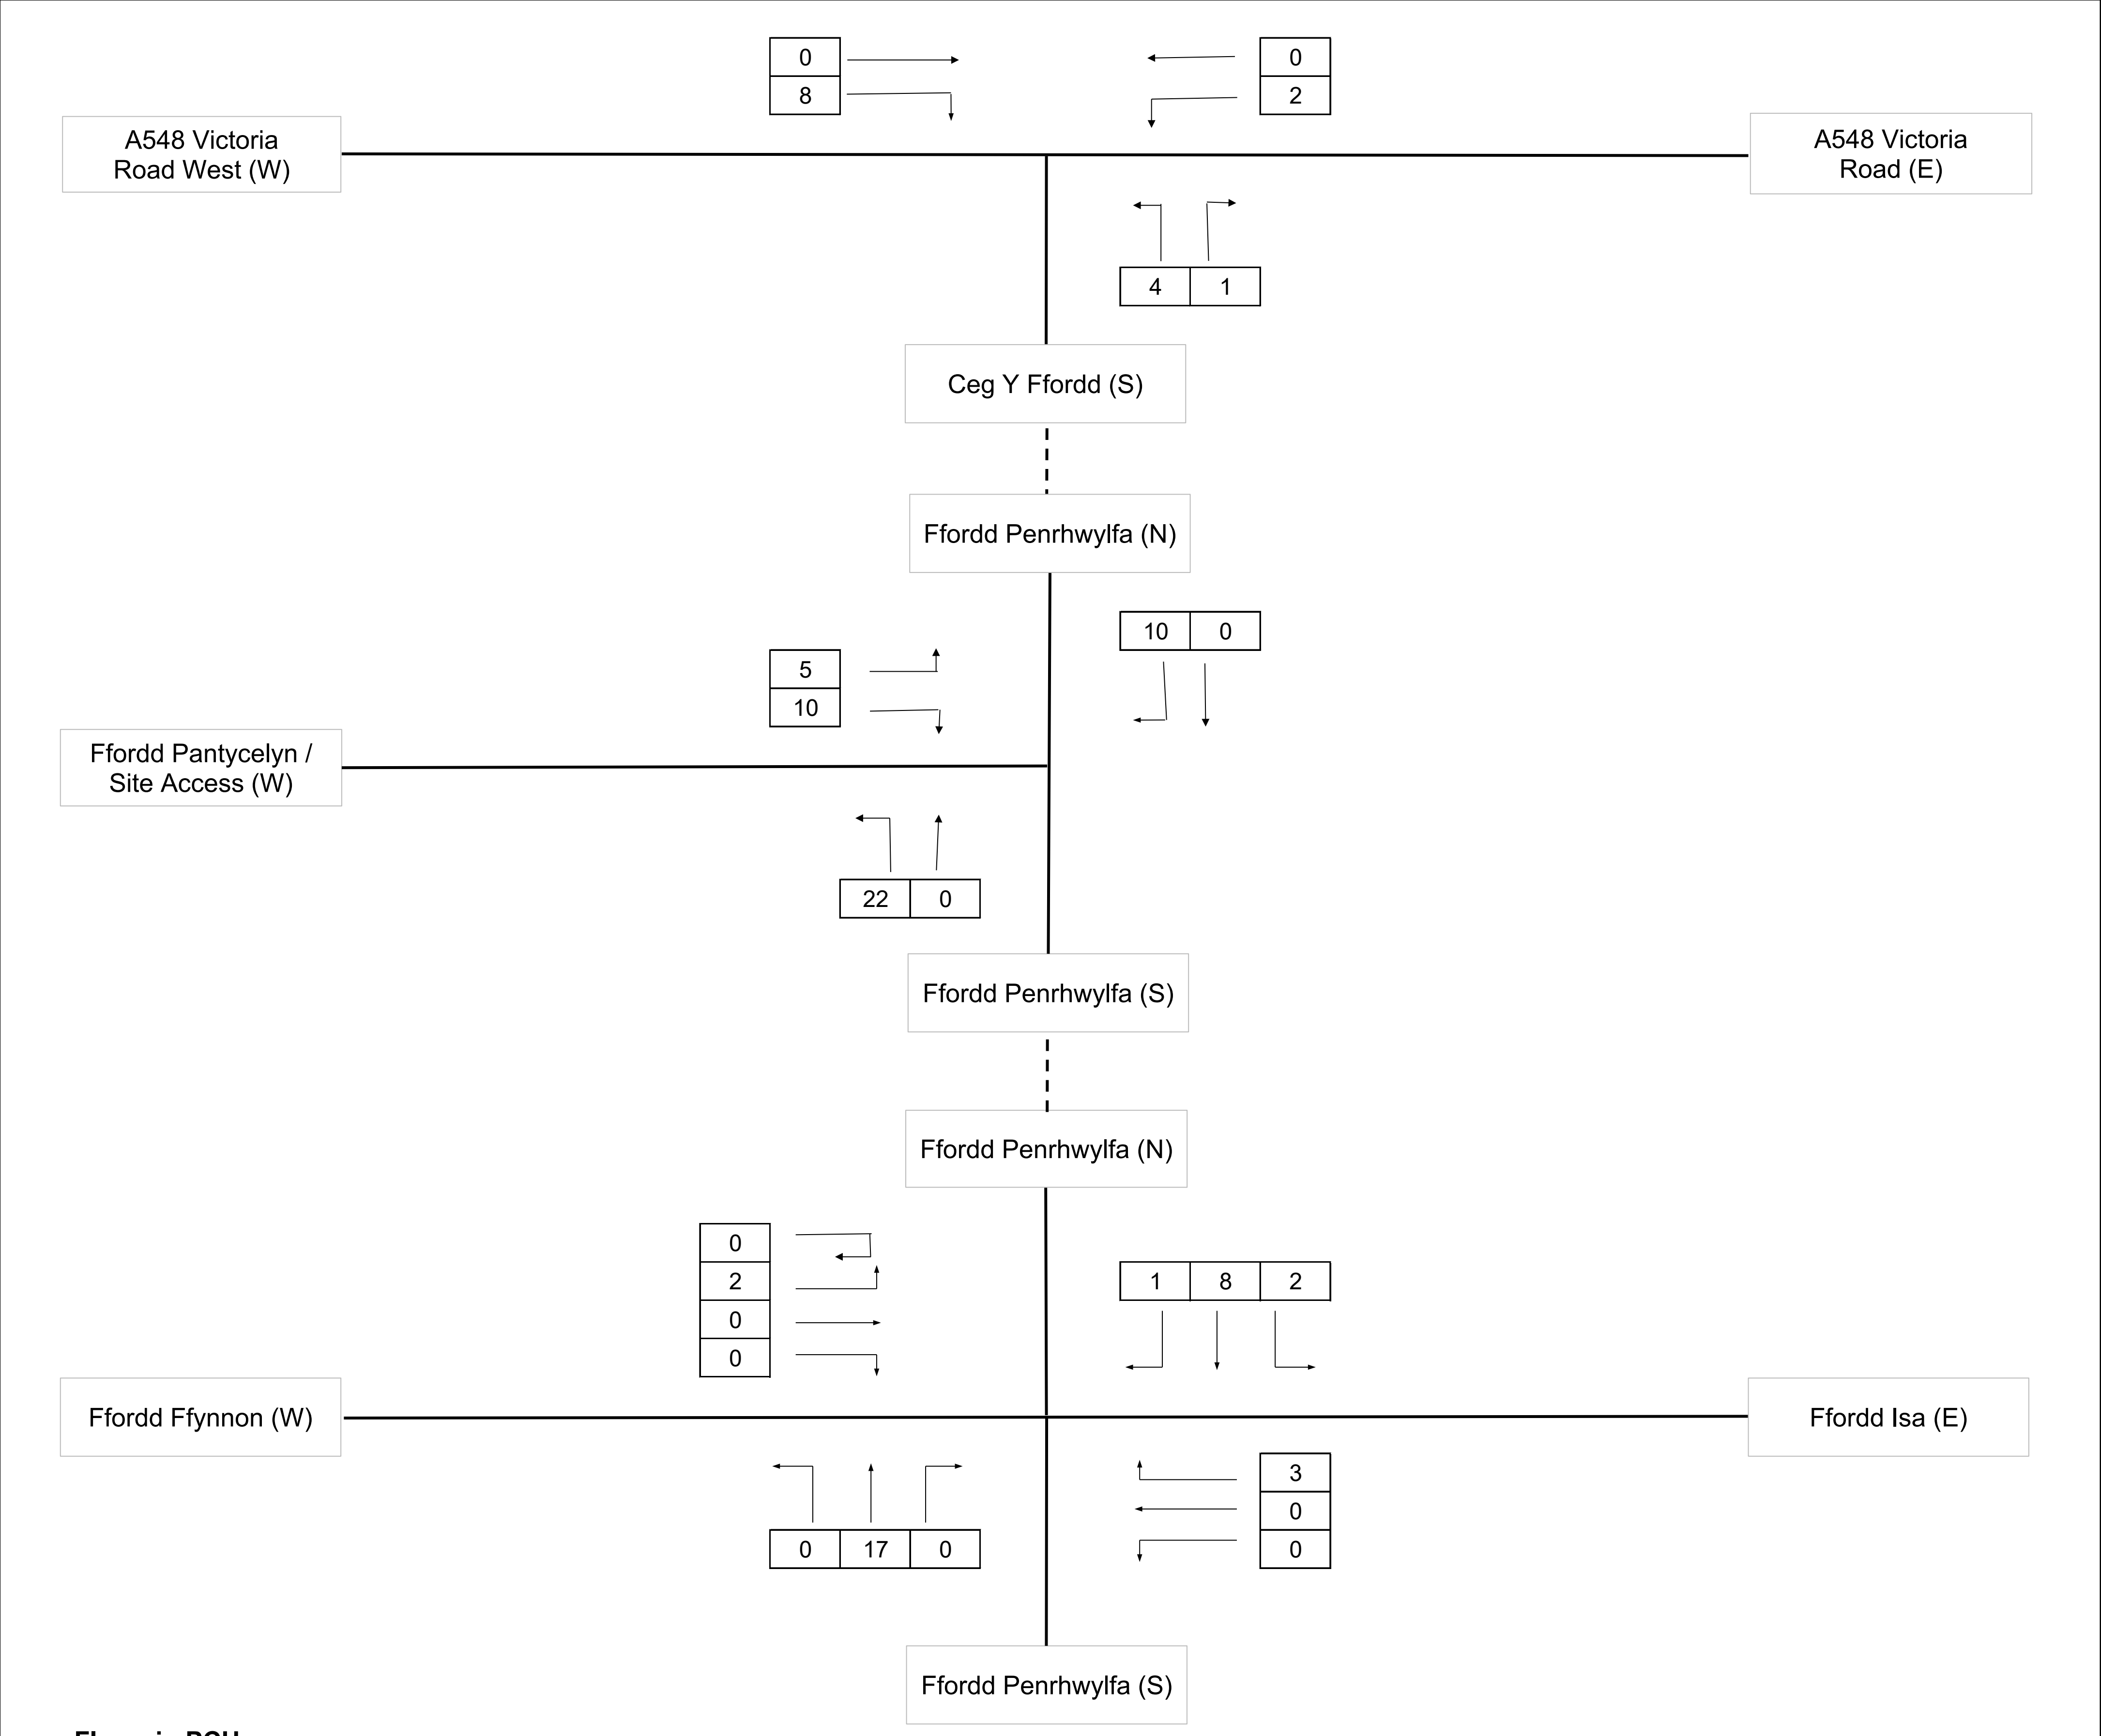 0
0
8
2
A548 Victoria
Road West (W)
A548 Victoria
Road (E)
4 1
Ceg Y Ffordd (S)
Ffordd Penrhwylfa (N)
10 0
5
10
Ffordd Pantycelyn /
Site Access (W)
22 0
Ffordd Penrhwylfa (S)
Ffordd Penrhwylfa (N)
0
2
0
0
1 8 2
Ffordd Ffynnon (W)
Ffordd Isa (E)
3
0
0
0 17 0
Ffordd Penrhwylfa (S)